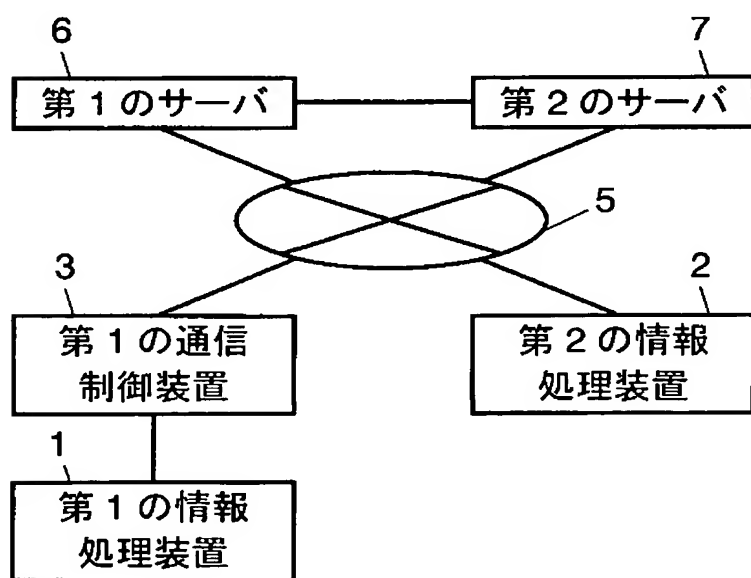 6
7
第1のサーバ
第2のサーバ
5
3
2
第1の通信
制御装置
第2の情報
処理装置
1
第1の情報
処理装置